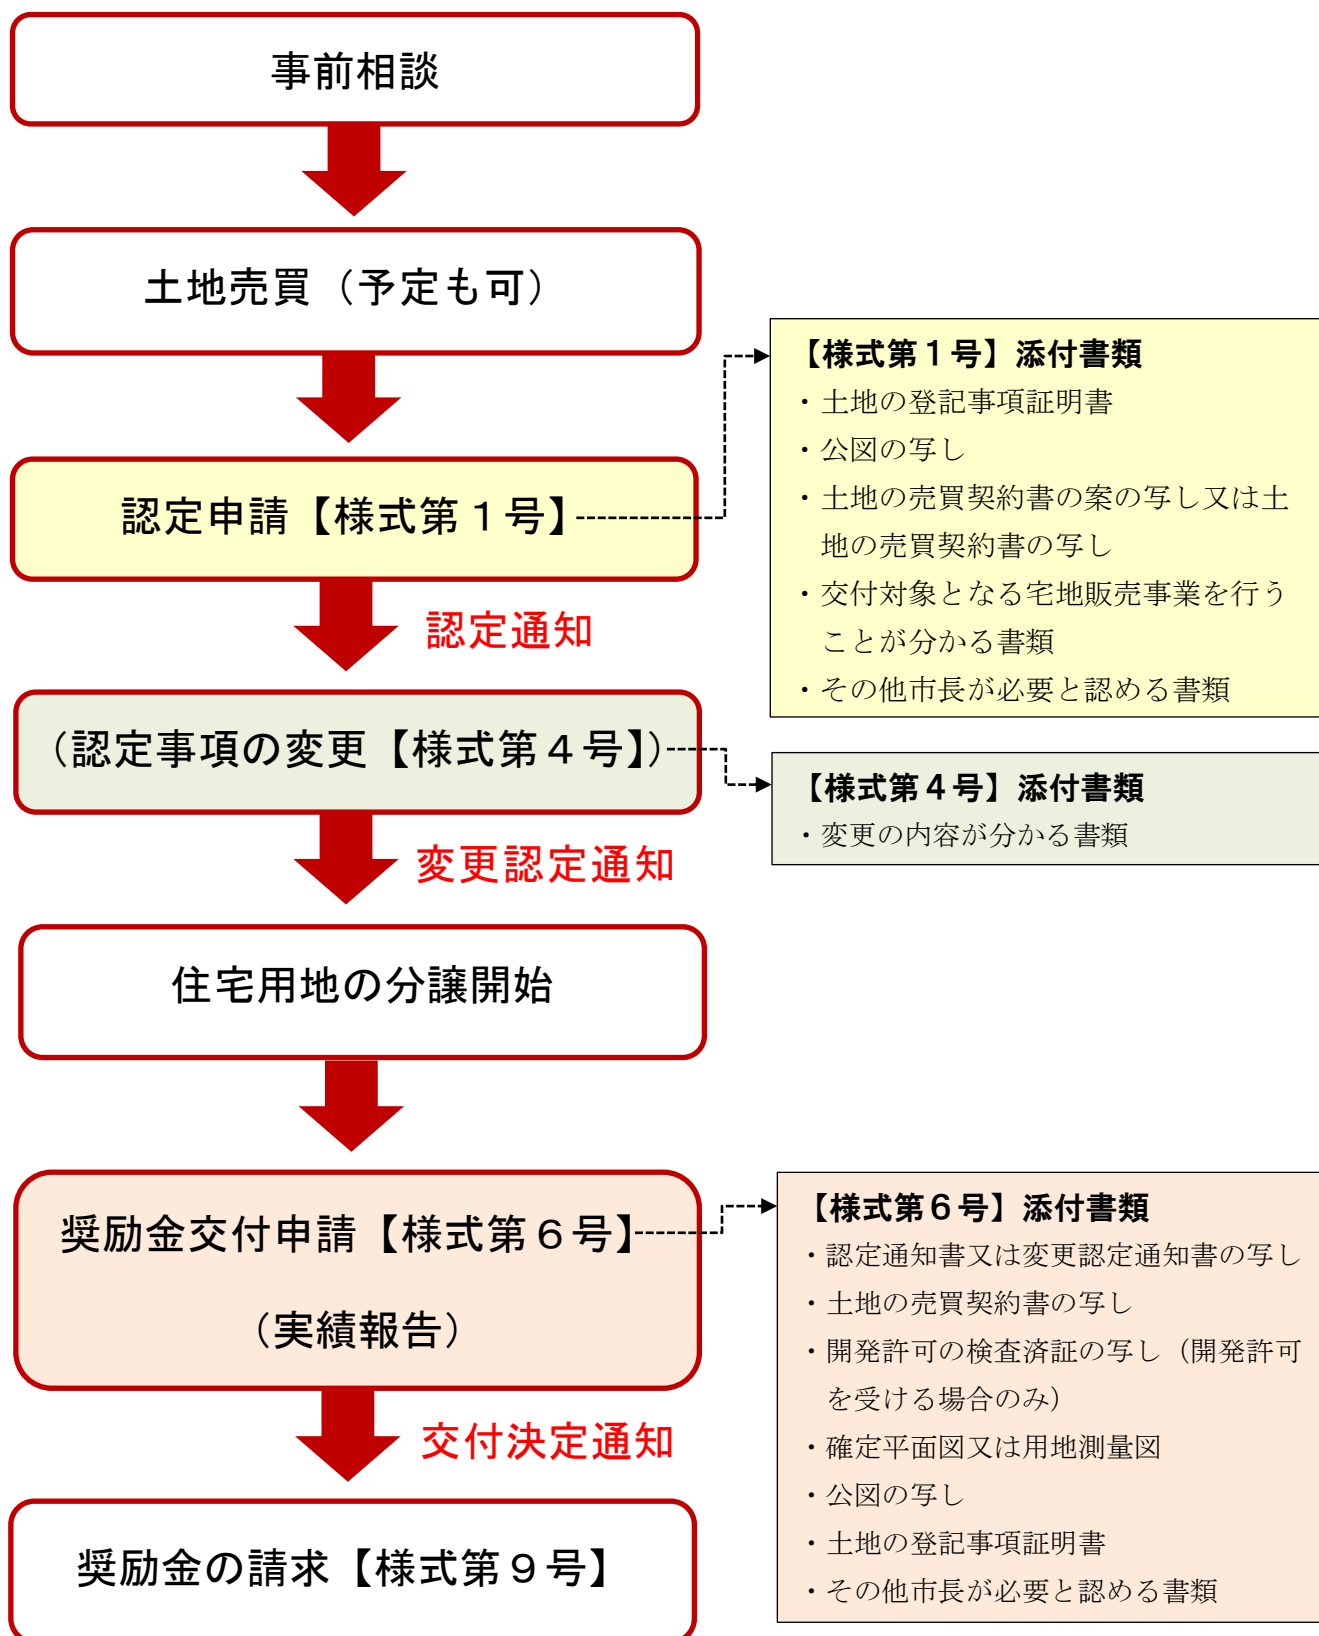 事前相談
土地売買（予定も可）
認定申請【様式第１号】
【様式第１号】添付書類
・土地の登記事項証明書
・公図の写し
・土地の売買契約書の案の写し又は土
地の売買契約書の写し
・交付対象となる宅地販売事業を行う
ことが分かる書類
・その他市長が必要と認める書類
認定通知
（認定事項の変更【様式第４号】）
【様式第４号】添付書類
・変更の内容が分かる書類
変更認定通知
住宅用地の分譲開始
奨励金交付申請【様式第６号】
（実績報告）
【様式第６号】添付書類
・認定通知書又は変更認定通知書の写し
・土地の売買契約書の写し
・開発許可の検査済証の写し（開発許可
を受ける場合のみ）
・確定平面図又は用地測量図
・公図の写し
・土地の登記事項証明書
・その他市長が必要と認める書類
交付決定通知
奨励金の請求【様式第９号】